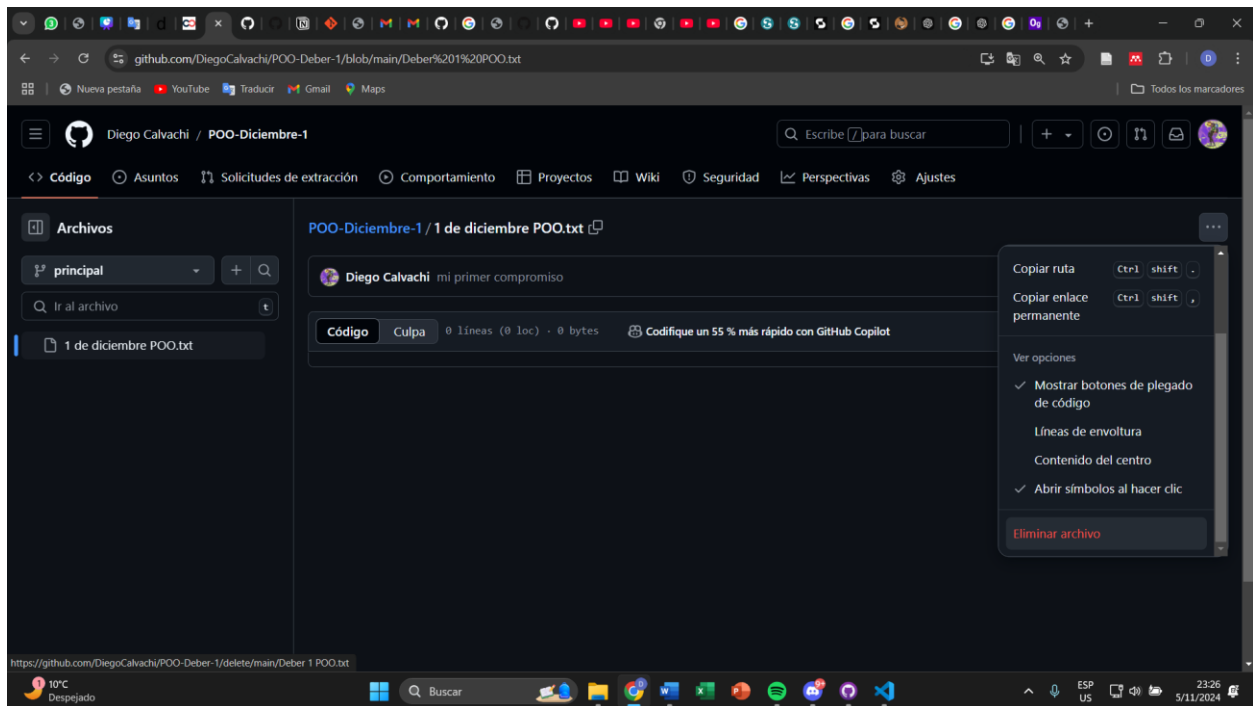 github.com/DiegoCalvachi/POO-Deber-1/blob/main/Deber%201%20POO.txt
D
Nueva pestaña YouTube Traducir Gmail Maps Todos los marcadores
Diego Calvachi / POO-Diciembre-1 Escribe / para buscar
<> Código Asuntos Solicitudes de extracción Comportamiento Proyectos Wiki Seguridad Perspectivas Ajustes
Archivos
principal
Ir al archivo t
1 de diciembre POO.txt
POO-Diciembre-1 / 1 de diciembre POO.txt
Diego Calvachi mi primer compromiso
Código Culpa 0 líneas (0 loc) · 0 bytes Codifique un 55 % más rápido con GitHub Copilot
Copiar ruta Ctrl shift .
Copiar enlace Ctrl shift ,
permanente
Ver opciones
Mostrar botones de plegado
de código
Líneas de envoltura
Contenido del centro
Abrir símbolos al hacer clic
Eliminar archivo
https://github.com/DiegoCalvachi/POO-Deber-1/delete/main/Deber 1 POO.txt
1
10°C
Despejado
Buscar
ESP
US
23:26
5/11/2024